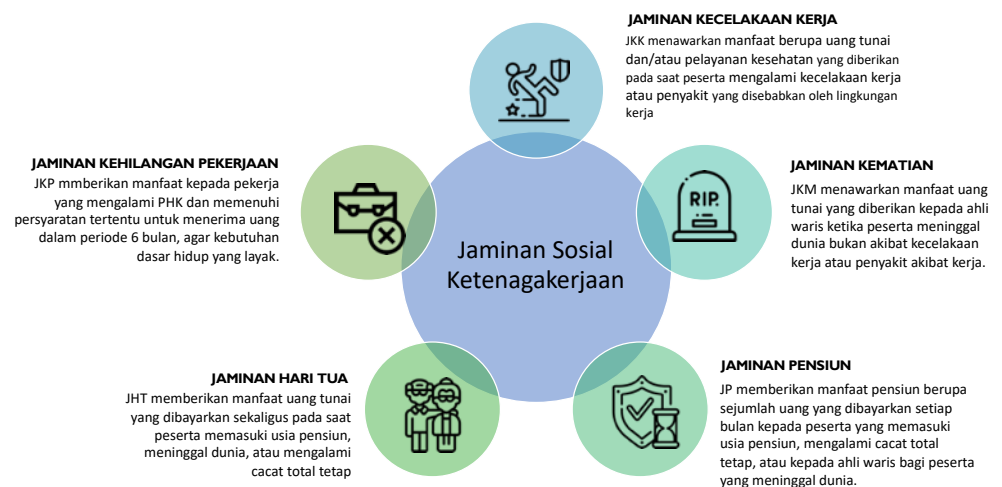 JAMINAN KECELAKAAN KERJA
JKK menawarkan manfaat berupa uang tunai
dan/atau pelayanan kesehatan yang diberikan
pada saat peserta mengalami kecelakaan kerja
atau penyakit yang disebabkan oleh lingkungan
kerja
JAMINAN KEHILANGAN PEKERJAAN
JKP mmberikan manfaat kepada pekerja
yang mengalami PHK dan memenuhi
persyaratan tertentu untuk menerima uang
dalam periode 6 bulan, agar kebutuhan
dasar hidup yang layak.
JAMINAN KEMATIAN
JKM menawarkan manfaat uang
tunai yang diberikan kepada ahli
waris ketika peserta meninggal
dunia bukan akibat kecelakaan
kerja atau penyakit akibat kerja.
RIP.
Jaminan Sosial
Ketenagakerjaan
JAMINAN HARI TUA
JHT memberikan manfaat uang tunai
yang dibayarkan sekaligus pada saat
peserta memasuki usia pensiun,
meninggal dunia, atau mengalami
cacat total tetap
JAMINAN PENSIUN
JP memberikan manfaat pensiun berupa
sejumlah uang yang dibayarkan setiap
bulan kepada peserta yang memasuki
usia pensiun, mengalami cacat total
tetap, atau kepada ahli waris bagi peserta
yang meninggal dunia.